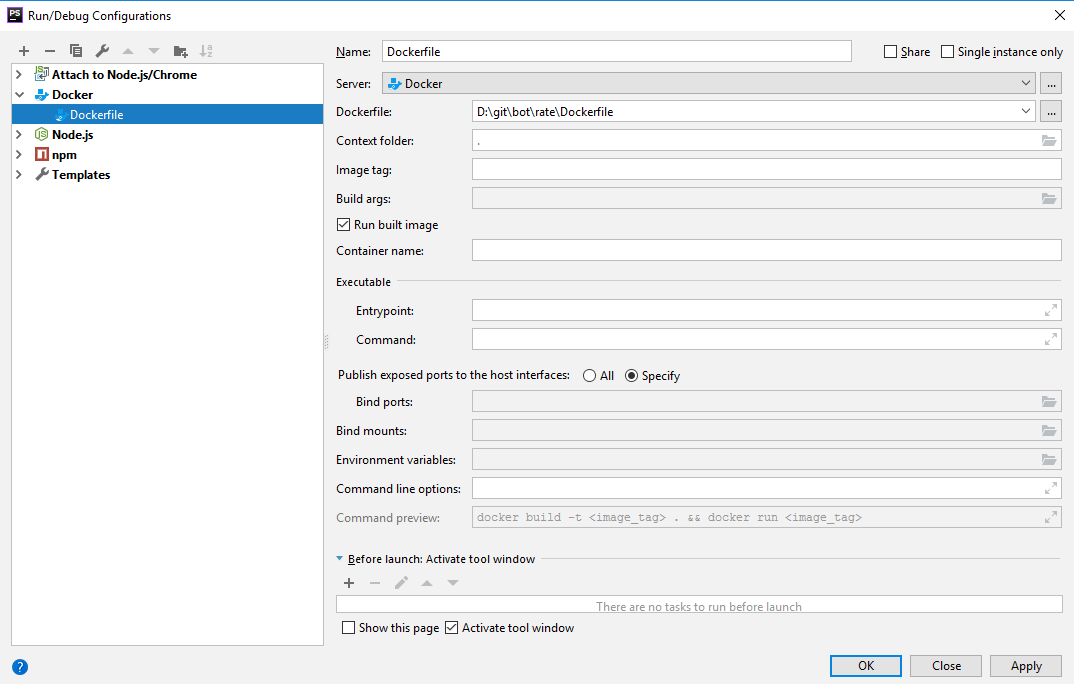 PS Run/Debug Configurations
Name: Dockerfile Share Single instance only
Attach to Node.js/Chrome
Docker
Dockerfile
Node.js
npm
Templates
Server: Docker ...
Dockerfile: D:\git\bot\rate\Dockerfile ...
Context folder: .
Image tag:
Build args:
Run built image
Container name:
Executable
Entrypoint:
Command:
Publish exposed ports to the host interfaces: All Specify
Bind ports:
Bind mounts:
Environment variables:
Command line options:
Command preview: docker build -t <image_tag> . && docker run <image_tag>
Before launch: Activate tool window
There are no tasks to run before launch
Show this page Activate tool window
? OK Close Apply